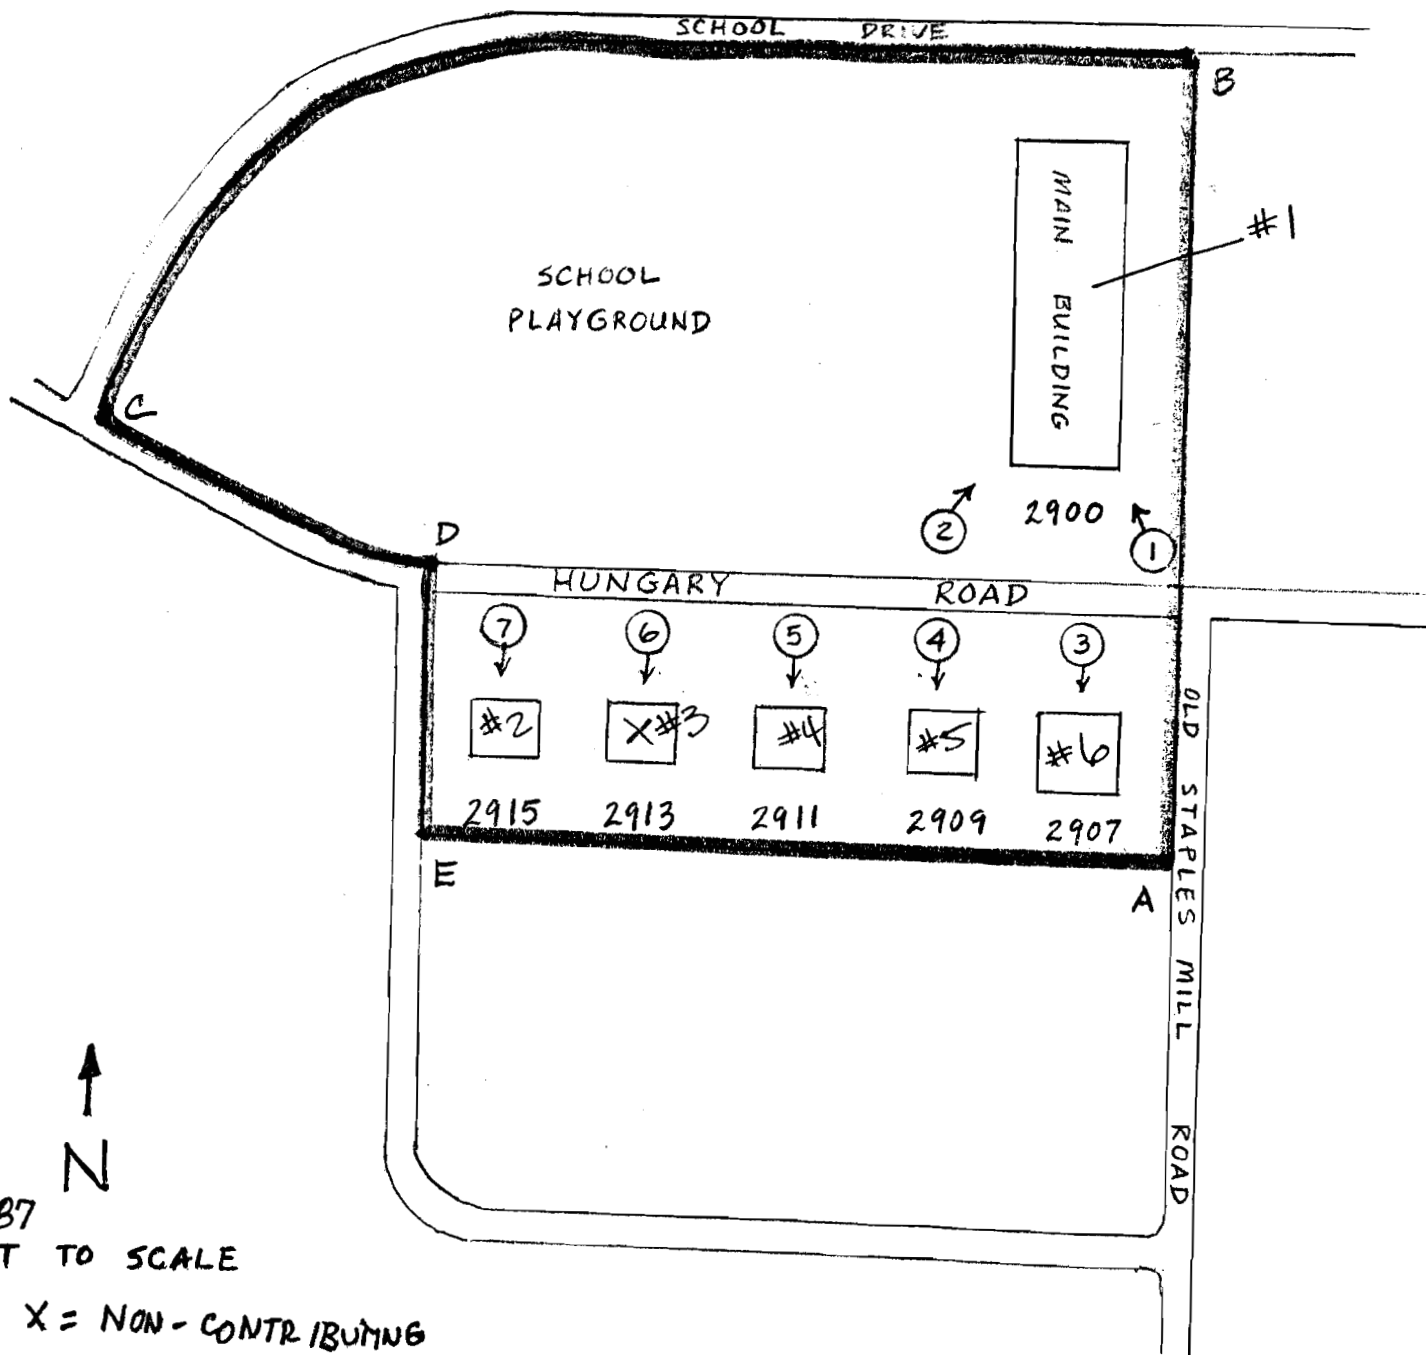 SCHOOL DRIVE
B
MAIN BUILDING
#1
SCHOOL
PLAYGROUND
C
2900
2
1
D
HUNGARY ROAD
7 6 5 4 3
#2 X#3 #4 #5 #6
2915 2913 2911 2909 2907
E
A
OLD STAPLES MILL ROAD
N
87
T TO SCALE
X = NON-CONTRIBUTING